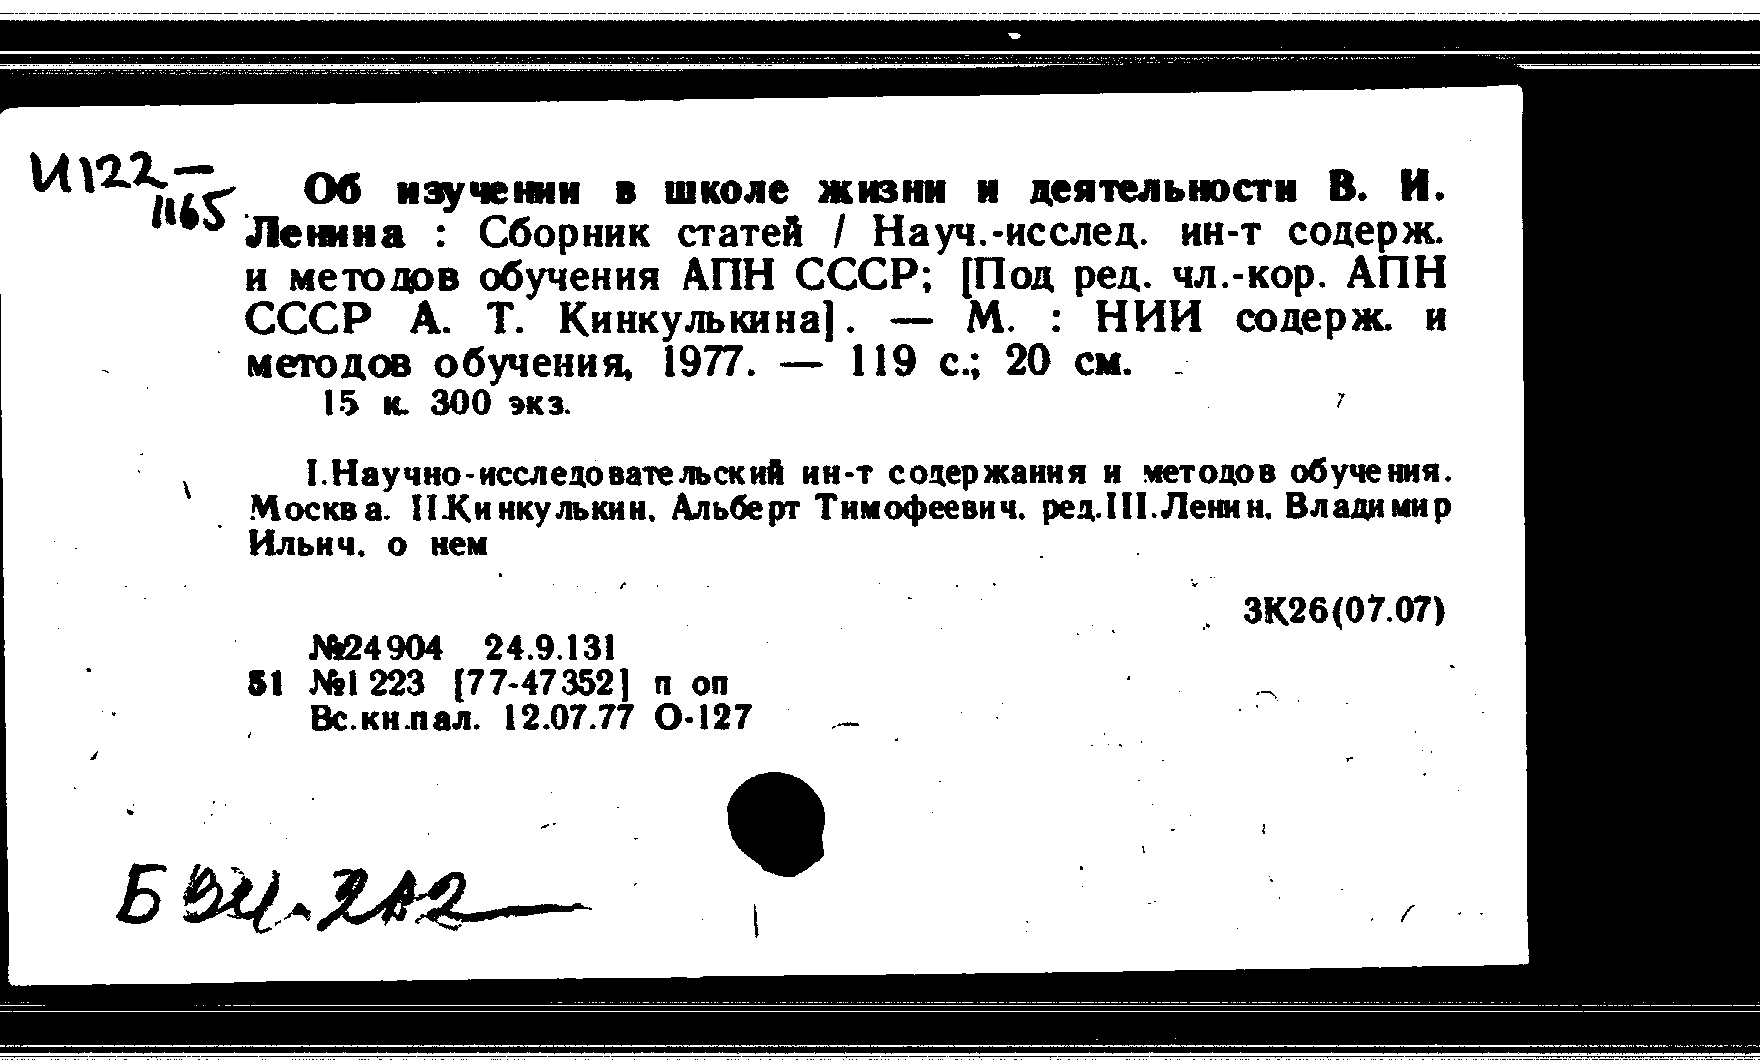 И122-
1165
Об изучении в школе жизни и деятельности В. И.
Ленина : Сборник статей / Науч.-исслед. ин-т содерж.
и методов обучения АПН СССР; [Под ред. чл.-кор. АПН
СССР А. Т. Кинкулькина]. — М. : НИИ содерж. и
методов обучения, 1977. — 119 с.; 20 см.
15 к. 300 экз.
I.Научно-исследовательский ин-т содержания и методов обучения.
Москва. II.Кинкулькин, Альберт Тимофеевич, ред.III.Ленин, Владимир
Ильич, о нем
3К26(07.07)
№24904 24.9.131
51 №1223 [77-47352] п оп
Вс.кн.пал. 12.07.77 О-127